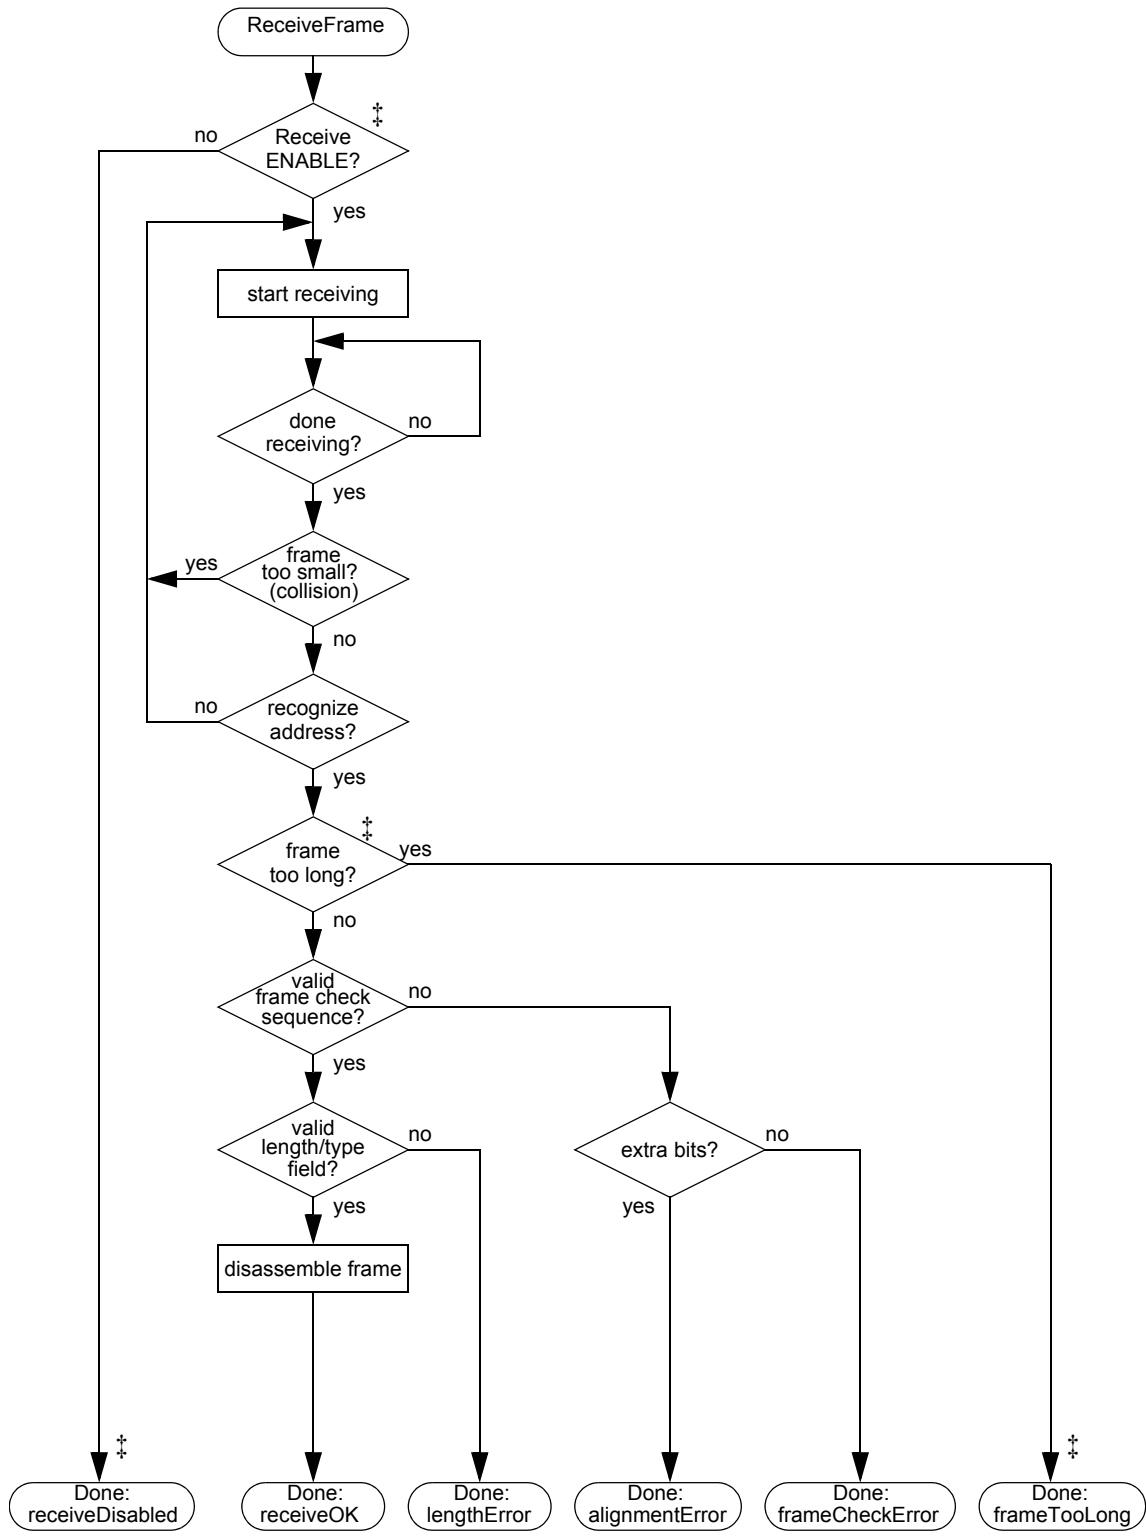 ReceiveFrame
‡
no
Receive
ENABLE?
yes
start receiving
done
receiving?
no
yes
yes
frame
too small?
(collision)
no
no
recognize
address?
yes
‡
frame
too long?
yes
no
valid
frame check
sequence?
no
yes
valid
length/type
field?
no
extra bits?
no
yes
yes
disassemble frame
‡
‡
Done:
receiveDisabled
Done:
receiveOK
Done:
lengthError
Done:
alignmentError
Done:
frameCheckError
Done:
frameTooLong